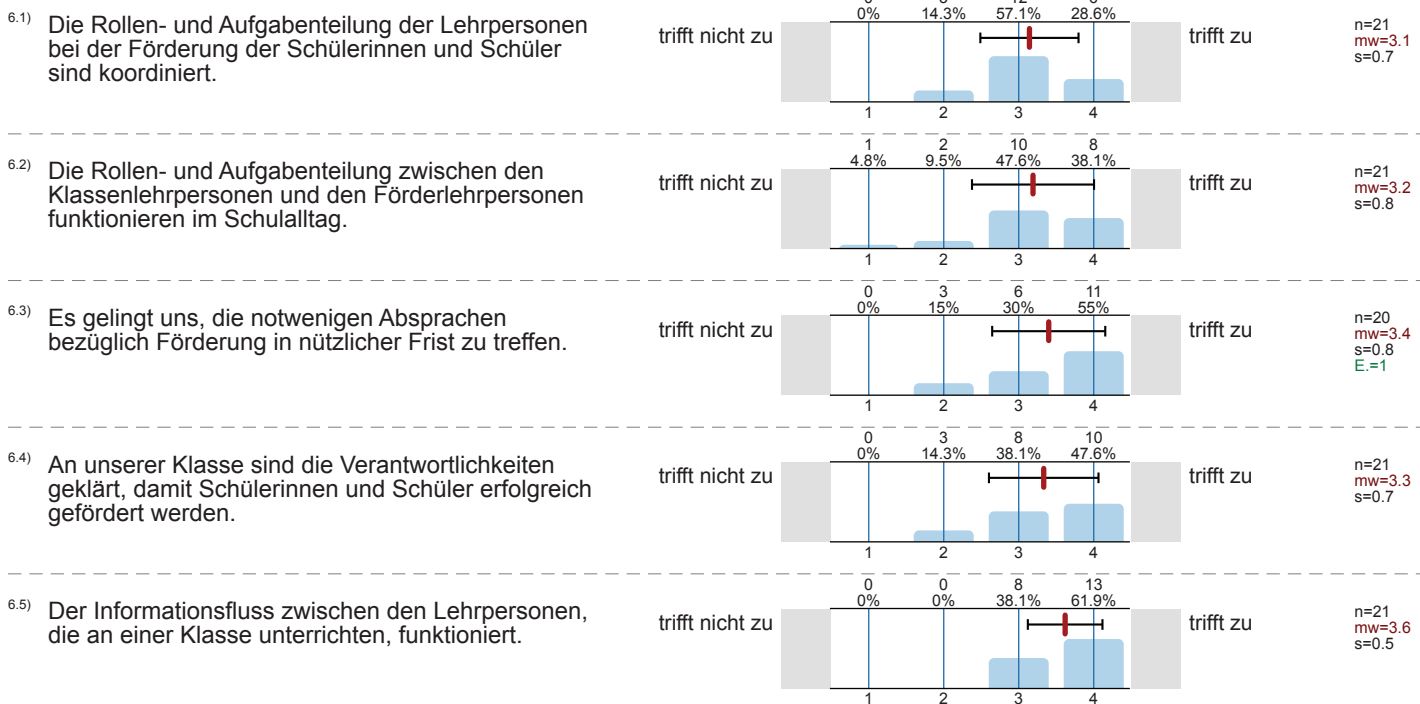 6.1) Die Rollen- und Aufgabenteilung der Lehrpersonen
bei der Förderung der Schülerinnen und Schüler
sind koordiniert.
trifft nicht zu
0% 14.3% 57.1% 28.6%
1 2 3 4
trifft zu
n=21
mw=3.1
s=0.7
6.2) Die Rollen- und Aufgabenteilung zwischen den
Klassenlehrpersonen und den Förderlehrpersonen
funktionieren im Schulalltag.
trifft nicht zu
1 2 10 8
4.8% 9.5% 47.6% 38.1%
1 2 3 4
trifft zu
n=21
mw=3.2
s=0.8
6.3) Es gelingt uns, die notwenigen Absprachen
bezüglich Förderung in nützlicher Frist zu treffen.
trifft nicht zu
0 3 6 11
0% 15% 30% 55%
1 2 3 4
trifft zu
n=20
mw=3.4
s=0.8
E.=1
6.4) An unserer Klasse sind die Verantwortlichkeiten
geklärt, damit Schülerinnen und Schüler erfolgreich
gefördert werden.
trifft nicht zu
0 3 8 10
0% 14.3% 38.1% 47.6%
1 2 3 4
trifft zu
n=21
mw=3.3
s=0.7
6.5) Der Informationsfluss zwischen den Lehrpersonen,
die an einer Klasse unterrichten, funktioniert.
trifft nicht zu
0 0 8 13
0% 0% 38.1% 61.9%
1 2 3 4
trifft zu
n=21
mw=3.6
s=0.5